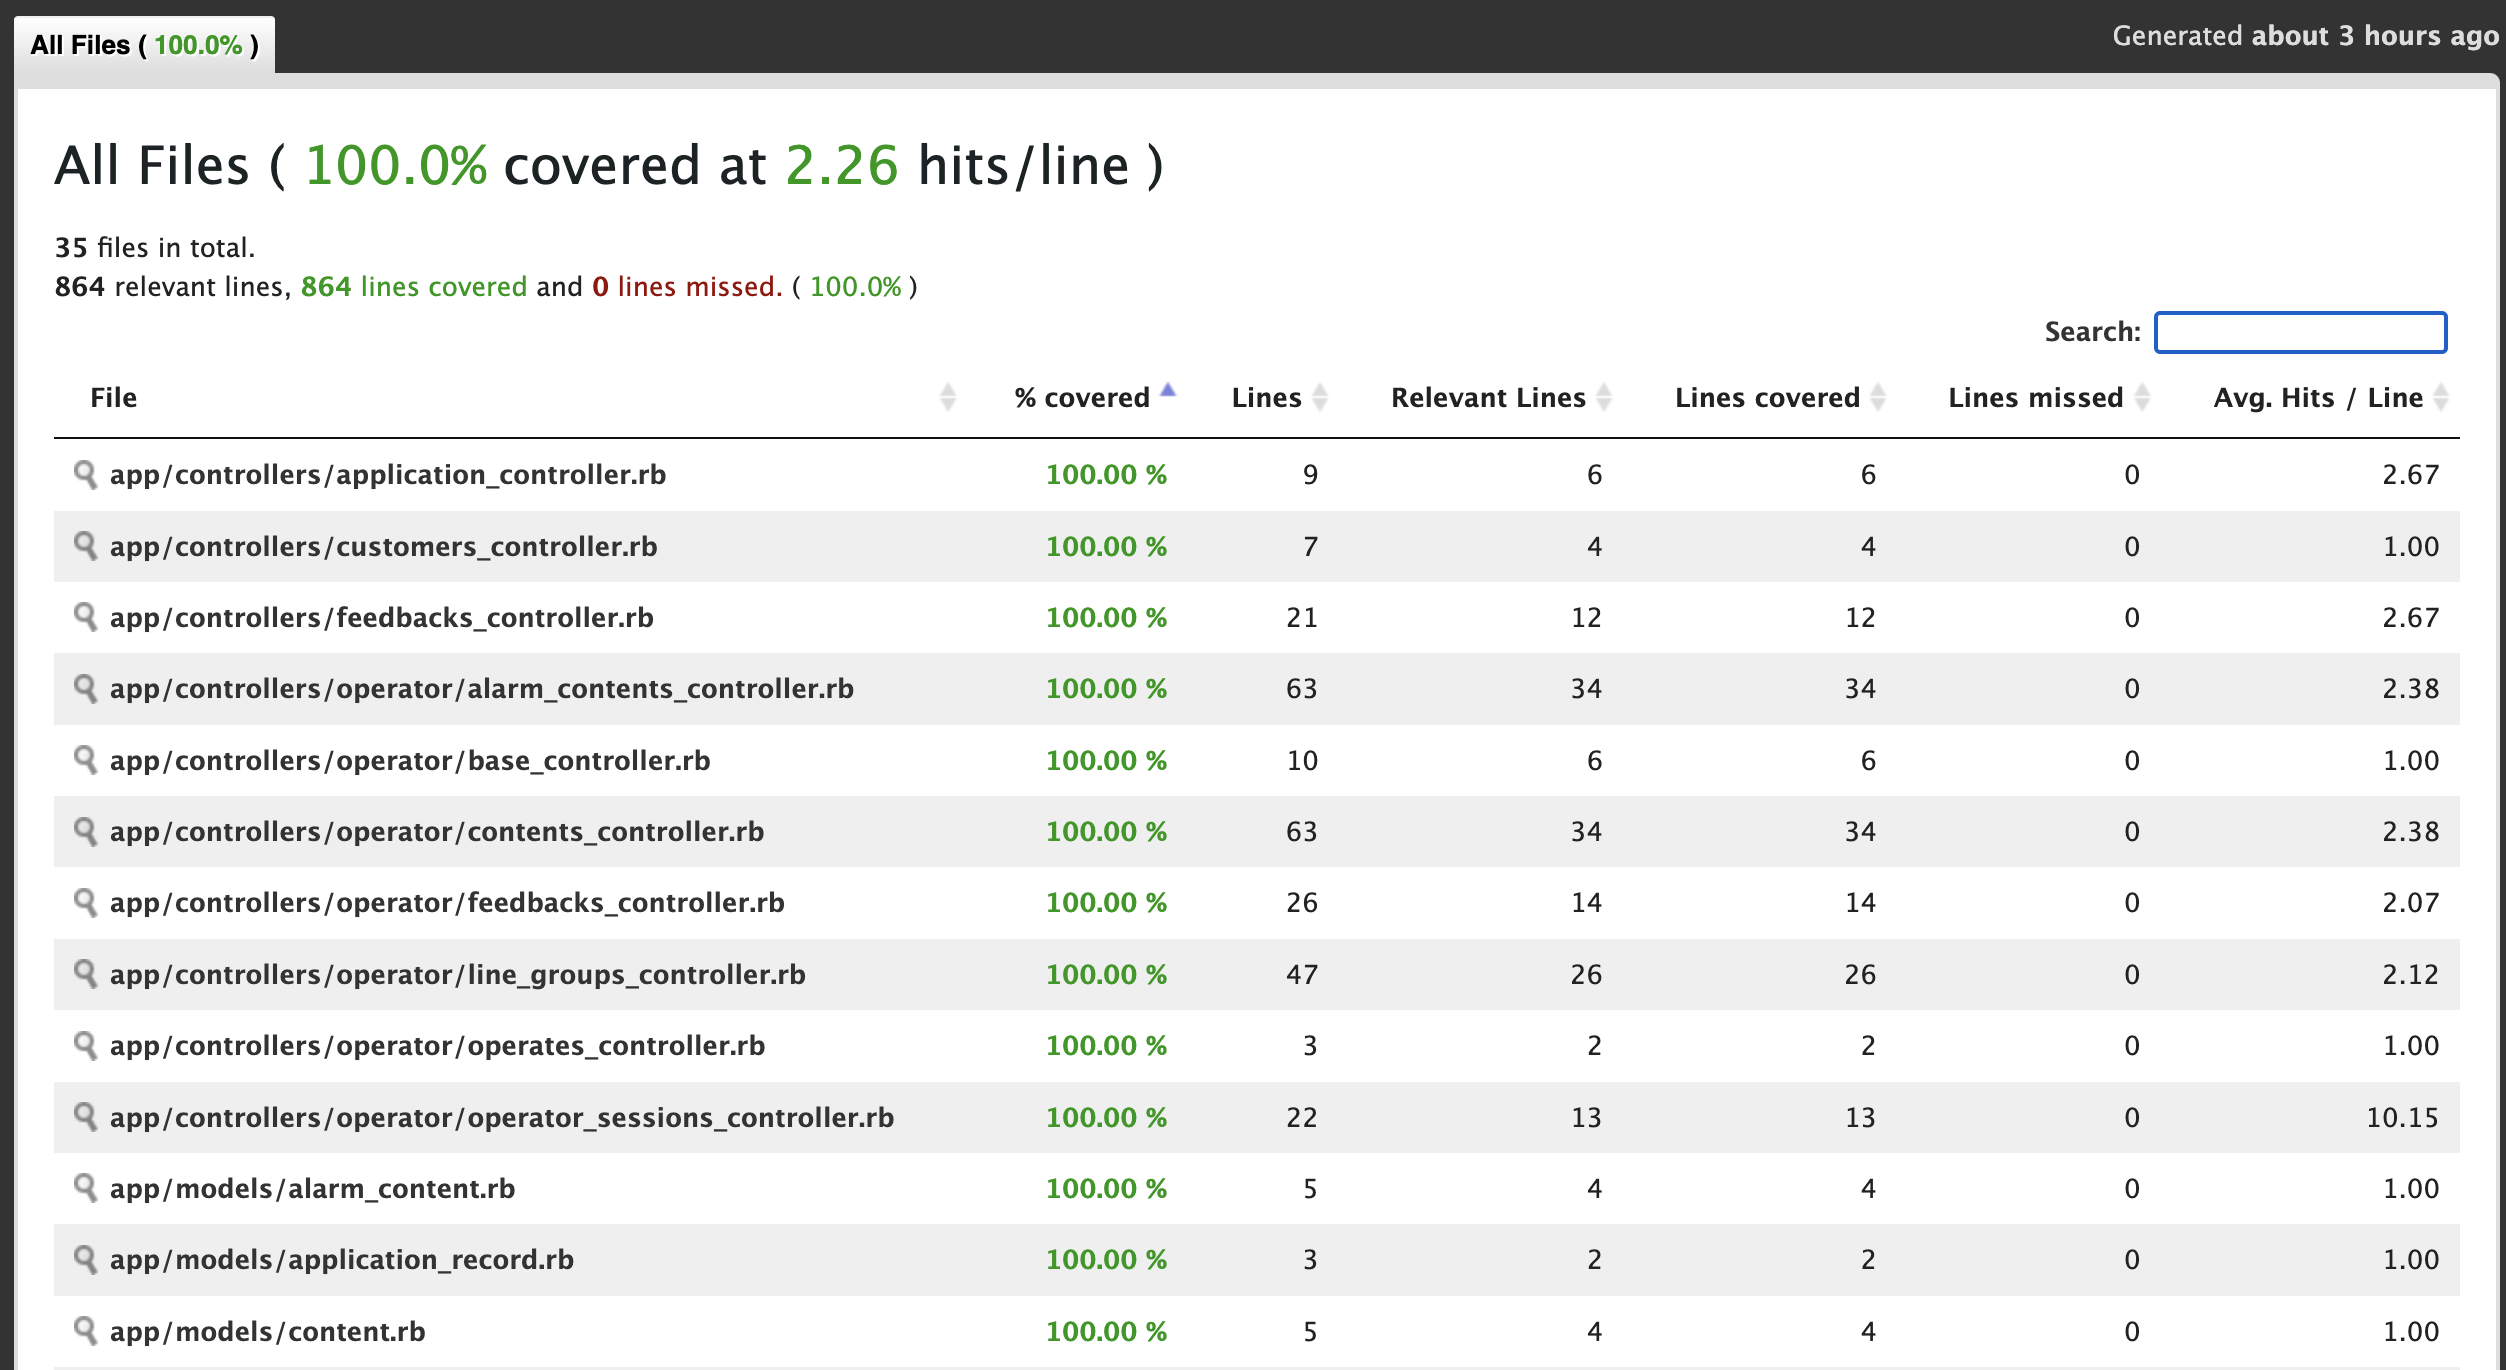 All Files ( 100.0% )
Generated about 3 hours ago
All Files ( 100.0% covered at 2.26 hits/line )
35 files in total.
864 relevant lines, 864 lines covered and 0 lines missed. ( 100.0% )
Search:
File % covered Lines Relevant Lines Lines covered Lines missed Avg. Hits / Line
app/controllers/application_controller.rb 100.00 % 9 6 6 0 2.67
app/controllers/customers_controller.rb 100.00 % 7 4 4 0 1.00
app/controllers/feedbacks_controller.rb 100.00 % 21 12 12 0 2.67
app/controllers/operator/alarm_contents_controller.rb 100.00 % 63 34 34 0 2.38
app/controllers/operator/base_controller.rb 100.00 % 10 6 6 0 1.00
app/controllers/operator/contents_controller.rb 100.00 % 63 34 34 0 2.38
app/controllers/operator/feedbacks_controller.rb 100.00 % 26 14 14 0 2.07
app/controllers/operator/line_groups_controller.rb 100.00 % 47 26 26 0 2.12
app/controllers/operator/operates_controller.rb 100.00 % 3 2 2 0 1.00
app/controllers/operator/operator_sessions_controller.rb 100.00 % 22 13 13 0 10.15
app/models/alarm_content.rb 100.00 % 5 4 4 0 1.00
app/models/application_record.rb 100.00 % 3 2 2 0 1.00
app/models/content.rb 100.00 % 5 4 4 0 1.00